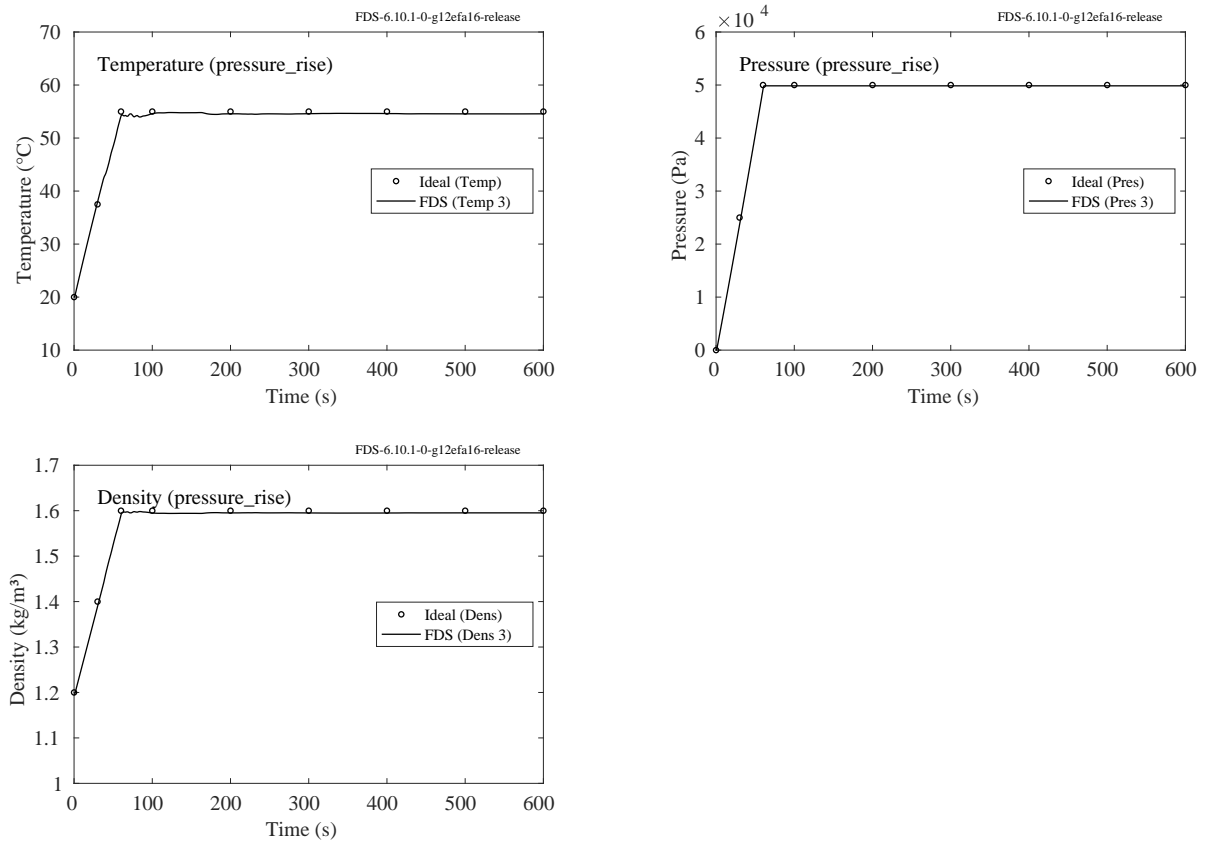 FDS-6.10.1-0-g12efa16-release
70
60
50
40
30
20
10
Temperature (°C)
Temperature (pressure_rise)
Ideal (Temp)
FDS (Temp 3)
0 100 200 300 400 500 600
Time (s)
FDS-6.10.1-0-g12efa16-release
×10 4
6
5
4
3
2
1
0
Pressure (Pa)
Pressure (pressure_rise)
Ideal (Pres)
FDS (Pres 3)
0 100 200 300 400 500 600
Time (s)
FDS-6.10.1-0-g12efa16-release
1.7
1.6
1.5
1.4
1.3
1.2
1.1
1
Density (kg/m³)
Density (pressure_rise)
Ideal (Dens)
FDS (Dens 3)
0 100 200 300 400 500 600
Time (s)